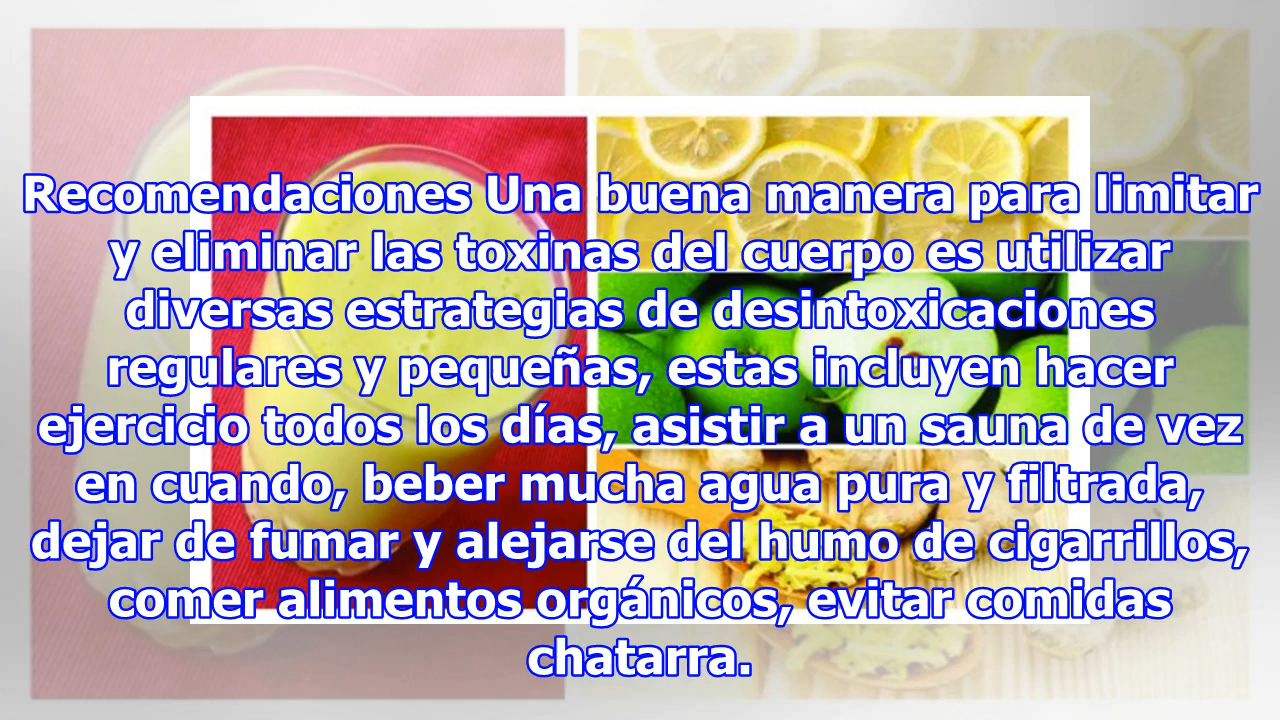 Recomendaciones Una buena manera para limitar
y eliminar las toxinas del cuerpo es utilizar
diversas estrategias de desintoxicaciones
regulares y pequeñas, estas incluyen hacer
ejercicio todos los días, asistir a un sauna de vez
en cuando, beber mucha agua pura y filtrada,
dejar de fumar y alejarse del humo de cigarrillos,
comer alimentos orgánicos, evitar comidas
chatarra.